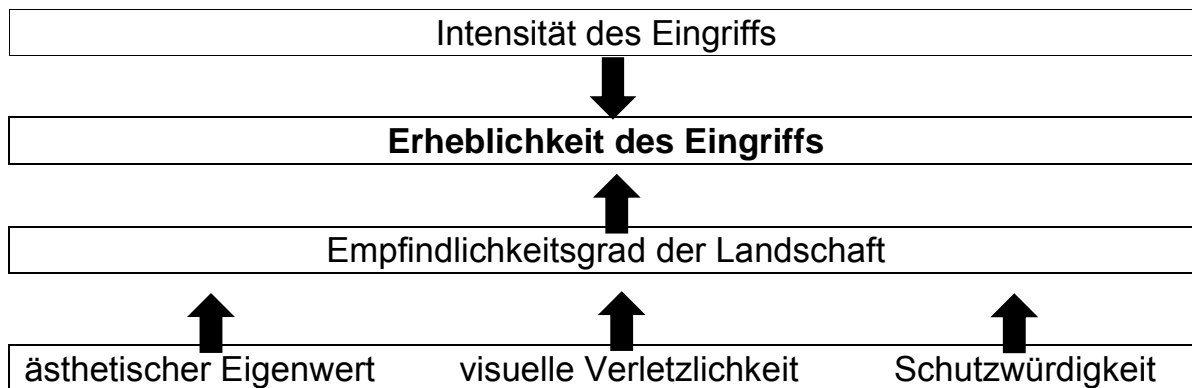 Intensität des Eingriffs
Erheblichkeit des Eingriffs
Empfindlichkeitsgrad der Landschaft
ästhetischer Eigenwert visuelle Verletzlichkeit Schutzwürdigkeit